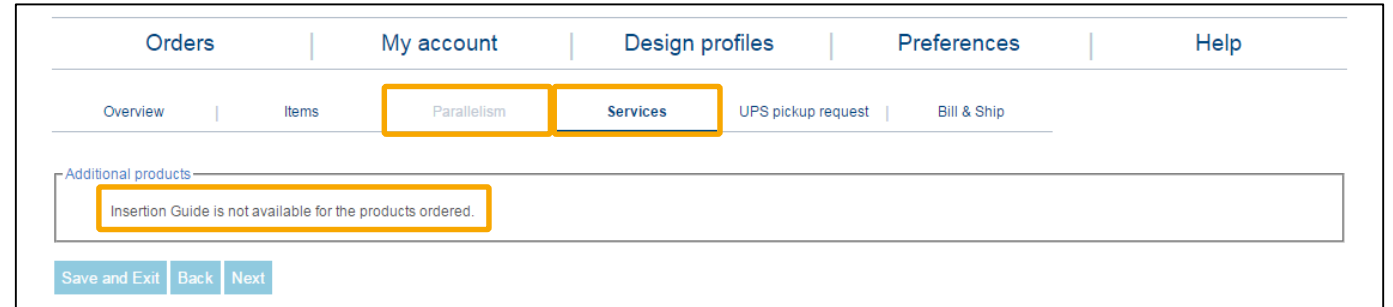 Orders | My account | Design profiles | Preferences | Help
Overview | Items Parallelism Services UPS pickup request | Bill & Ship
Additional products
Insertion Guide is not available for the products ordered.
Save and Exit Back Next